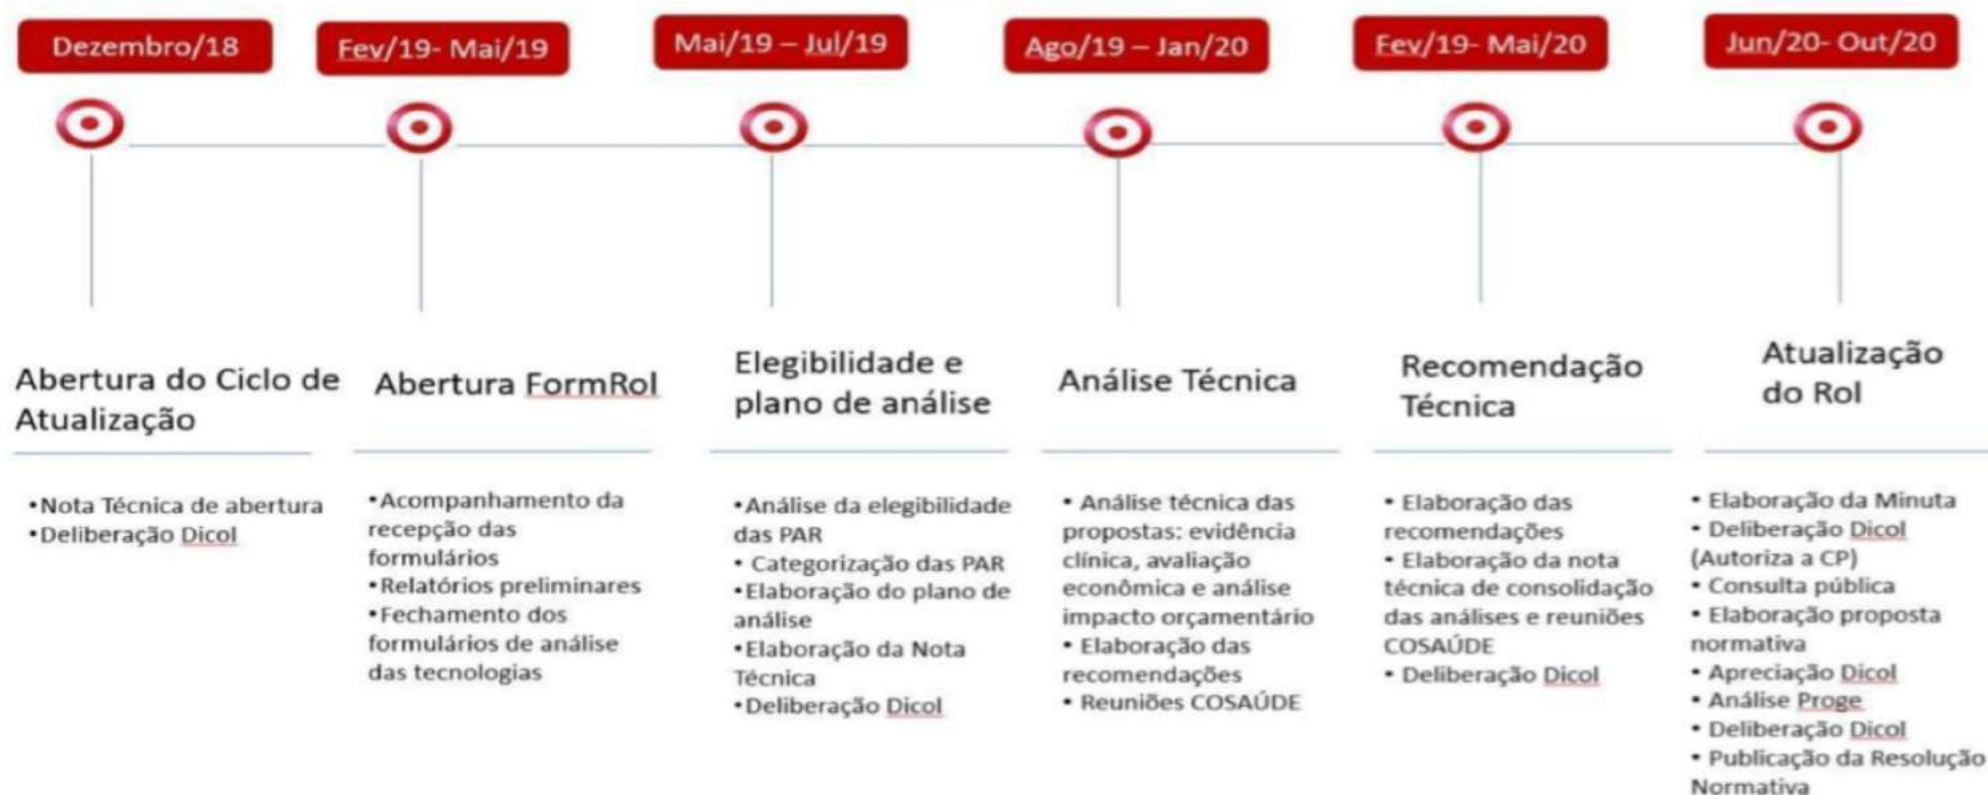 Dezembro/18
Fev/19- Mai/19
Mai/19 – Jul/19
Ago/19 – Jan/20
Fev/19- Mai/20
Jun/20- Out/20
Abertura do Ciclo de
Atualização
•Nota Técnica de abertura
•Deliberação Dicol
Abertura FormRol
•Acompanhamento da
recepção das
formulários
•Relatórios preliminares
•Fechamento dos
formulários de análise
das tecnologias
Elegibilidade e
plano de análise
•Análise da elegibilidade
das PAR
• Categorização das PAR
•Elaboração do plano de
análise
•Elaboração da Nota
Técnica
•Deliberação Dicol
Análise Técnica
• Análise técnica das
propostas: evidência
clínica, avaliação
econômica e análise
impacto orçamentário
• Elaboração das
recomendações
• Reuniões COSAÚDE
Recomendação
Técnica
• Elaboração das
recomendações
• Elaboração da nota
técnica de consolidação
das análises e reuniões
COSAÚDE
• Deliberação Dicol
Atualização
do Rol
• Elaboração da Minuta
• Deliberação Dicol
(Autoriza a CP)
• Consulta pública
• Elaboração proposta
normativa
• Apreciação Dicol
• Análise Proge
• Deliberação Dicol
• Publicação da Resolução
Normativa